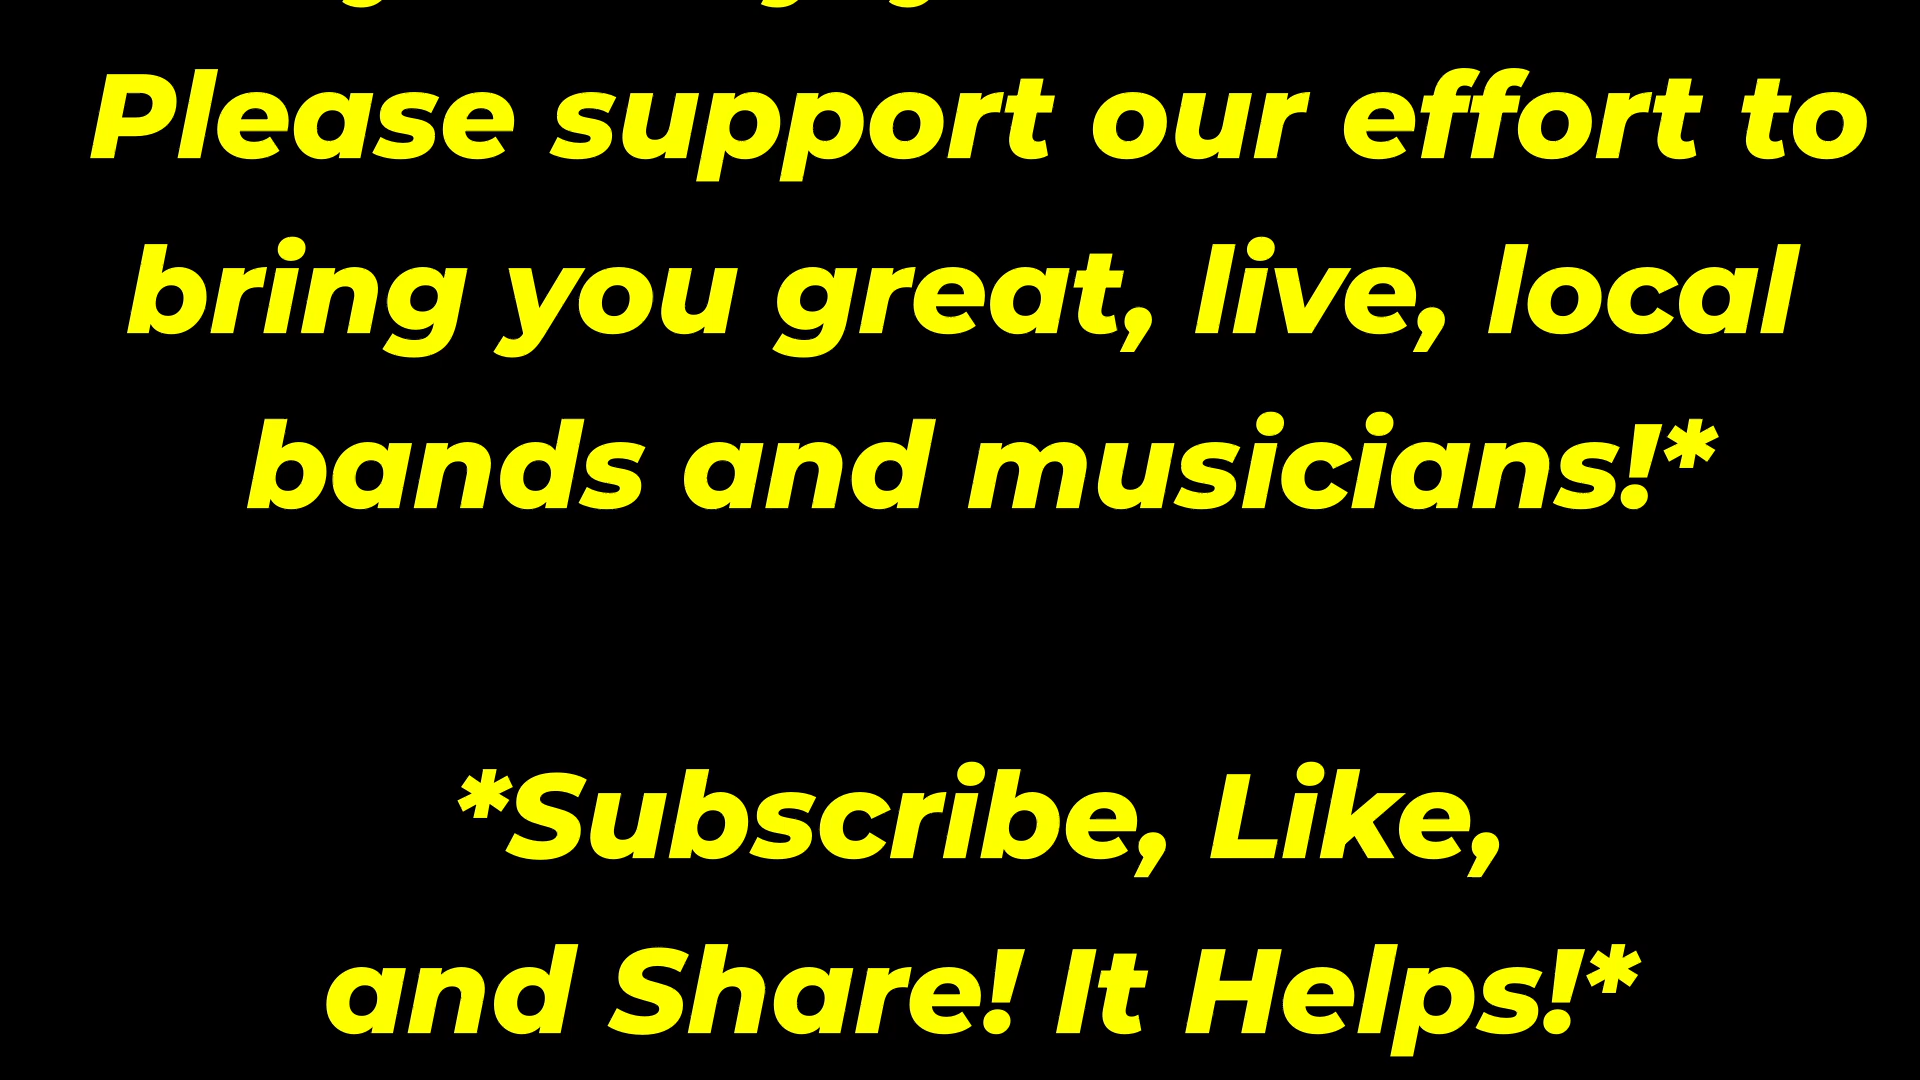 Please support our effort to
bring you great, live, local
bands and musicians!*
*Subscribe, Like,
and Share! It Helps!*